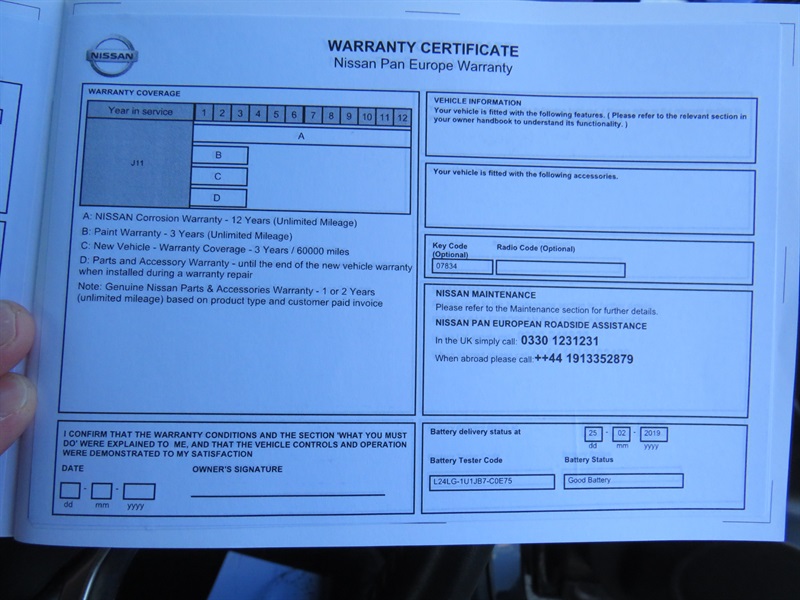 NISSAN
WARRANTY CERTIFICATE
Nissan Pan Europe Warranty
WARRANTY COVERAGE
Year in service 1 2 3 4 5 6 7 8 9 10 11 12
A
J11
B
C
D
A: NISSAN Corrosion Warranty - 12 Years (Unlimited Mileage)
B: Paint Warranty - 3 Years (Unlimited Mileage)
C: New Vehicle - Warranty Coverage - 3 Years / 60000 miles
D: Parts and Accessory Warranty - until the end of the new vehicle warranty
when installed during a warranty repair
Note: Genuine Nissan Parts & Accessories Warranty - 1 or 2 Years
(unlimited mileage) based on product type and customer paid invoice
I CONFIRM THAT THE WARRANTY CONDITIONS AND THE SECTION 'WHAT YOU MUST
DO' WERE EXPLAINED TO ME, AND THAT THE VEHICLE CONTROLS AND OPERATION
WERE DEMONSTRATED TO MY SATISFACTION
DATE OWNER'S SIGNATURE
- -
dd mm yyyy
VEHICLE INFORMATION
Your vehicle is fitted with the following features. ( Please refer to the relevant section in
your owner handbook to understand its functionality. )
Your vehicle is fitted with the following accessories.
Key Code Radio Code (Optional)
(Optional)
07834
NISSAN MAINTENANCE
Please refer to the Maintenance section for further details.
NISSAN PAN EUROPEAN ROADSIDE ASSISTANCE
In the UK simply call: 0330 1231231
When abroad please call:++44 1913352879
Battery delivery status at 25 - 02 - 2019
dd mm yyyy
Battery Tester Code Battery Status
L24LG-1U1JB7-C0E75 Good Battery